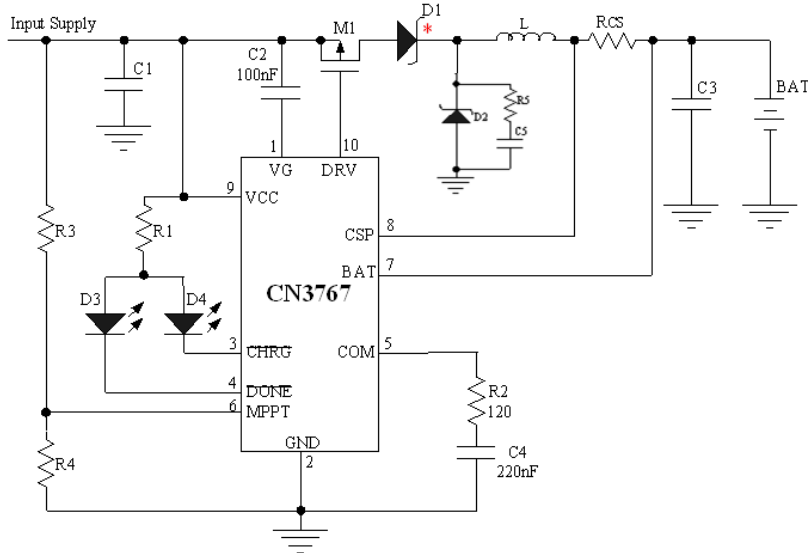 D1
Input Supply
M1
*
L
RCS
C2
100nF
C1
R5
C3
BAT
D2
C5
1
10
VG
DRV
9
VCC
R3
R1
8
CSP
7
BAT
D3
D4
CN3767
3
CHRG
COM
5
4
DONE
6
MPPT
R2
120
GND
2
R4
C4
220nF